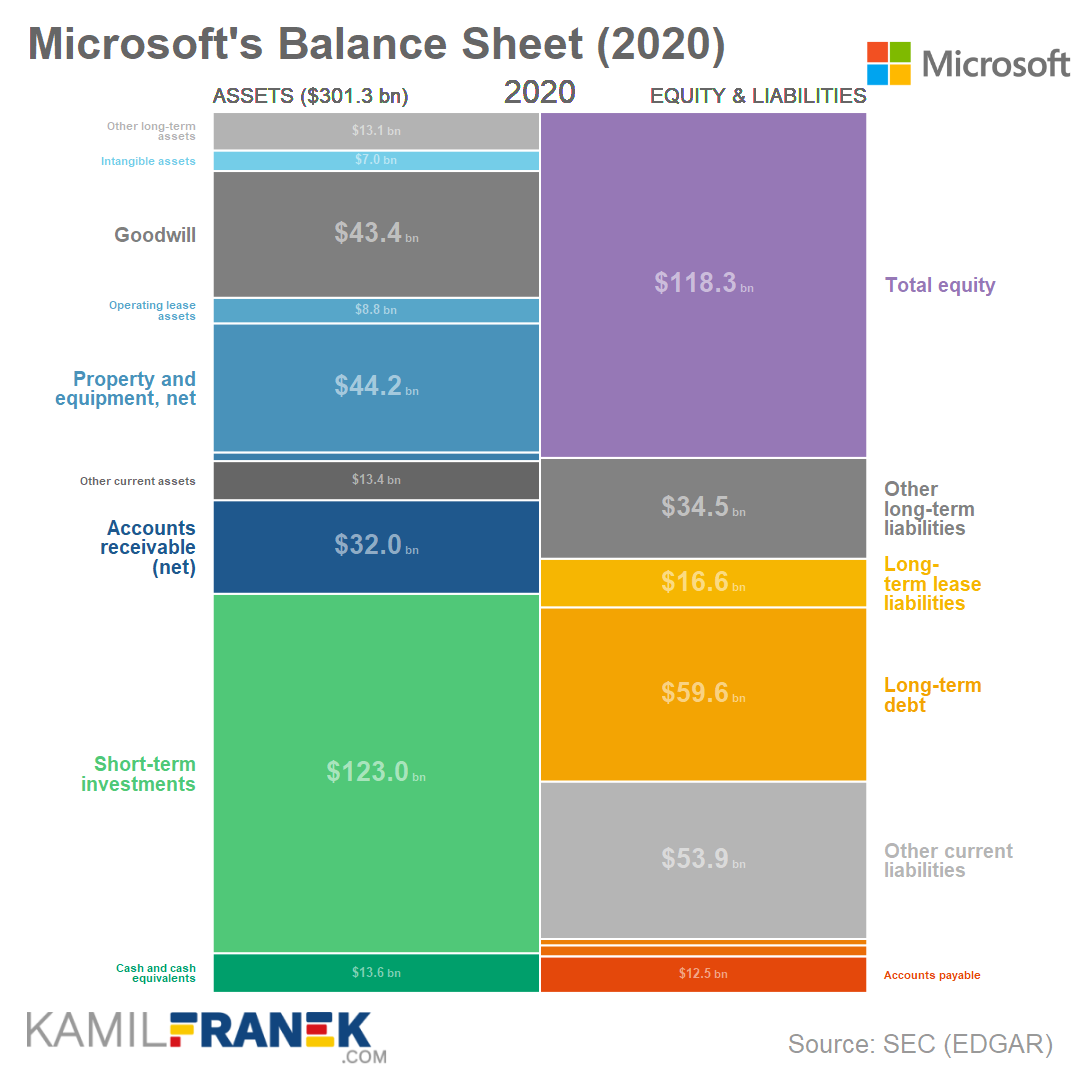 Microsoft's Balance Sheet (2020)
Microsoft
ASSETS ($301.3 bn)
2020
EQUITY & LIABILITIES
Other long-term
assets
$13.1 bn
Intangible assets
$7.0 bn
Goodwill
$43.4 bn
$118.3 bn
Total equity
Operating lease
assets
$8.8 bn
Property and
equipment, net
$44.2 bn
Other current assets
$13.4 bn
Other
long-term
liabilities
$34.5 bn
Accounts
receivable
(net)
$32.0 bn
Long-
term lease
liabilities
$16.6 bn
Long-term
debt
$59.6 bn
Short-term
investments
$123.0 bn
Other current
liabilities
$53.9 bn
Cash and cash
equivalents
$13.6 bn
$12.5 bn
Accounts payable
KAMILFRANEK
.COM
Source: SEC (EDGAR)